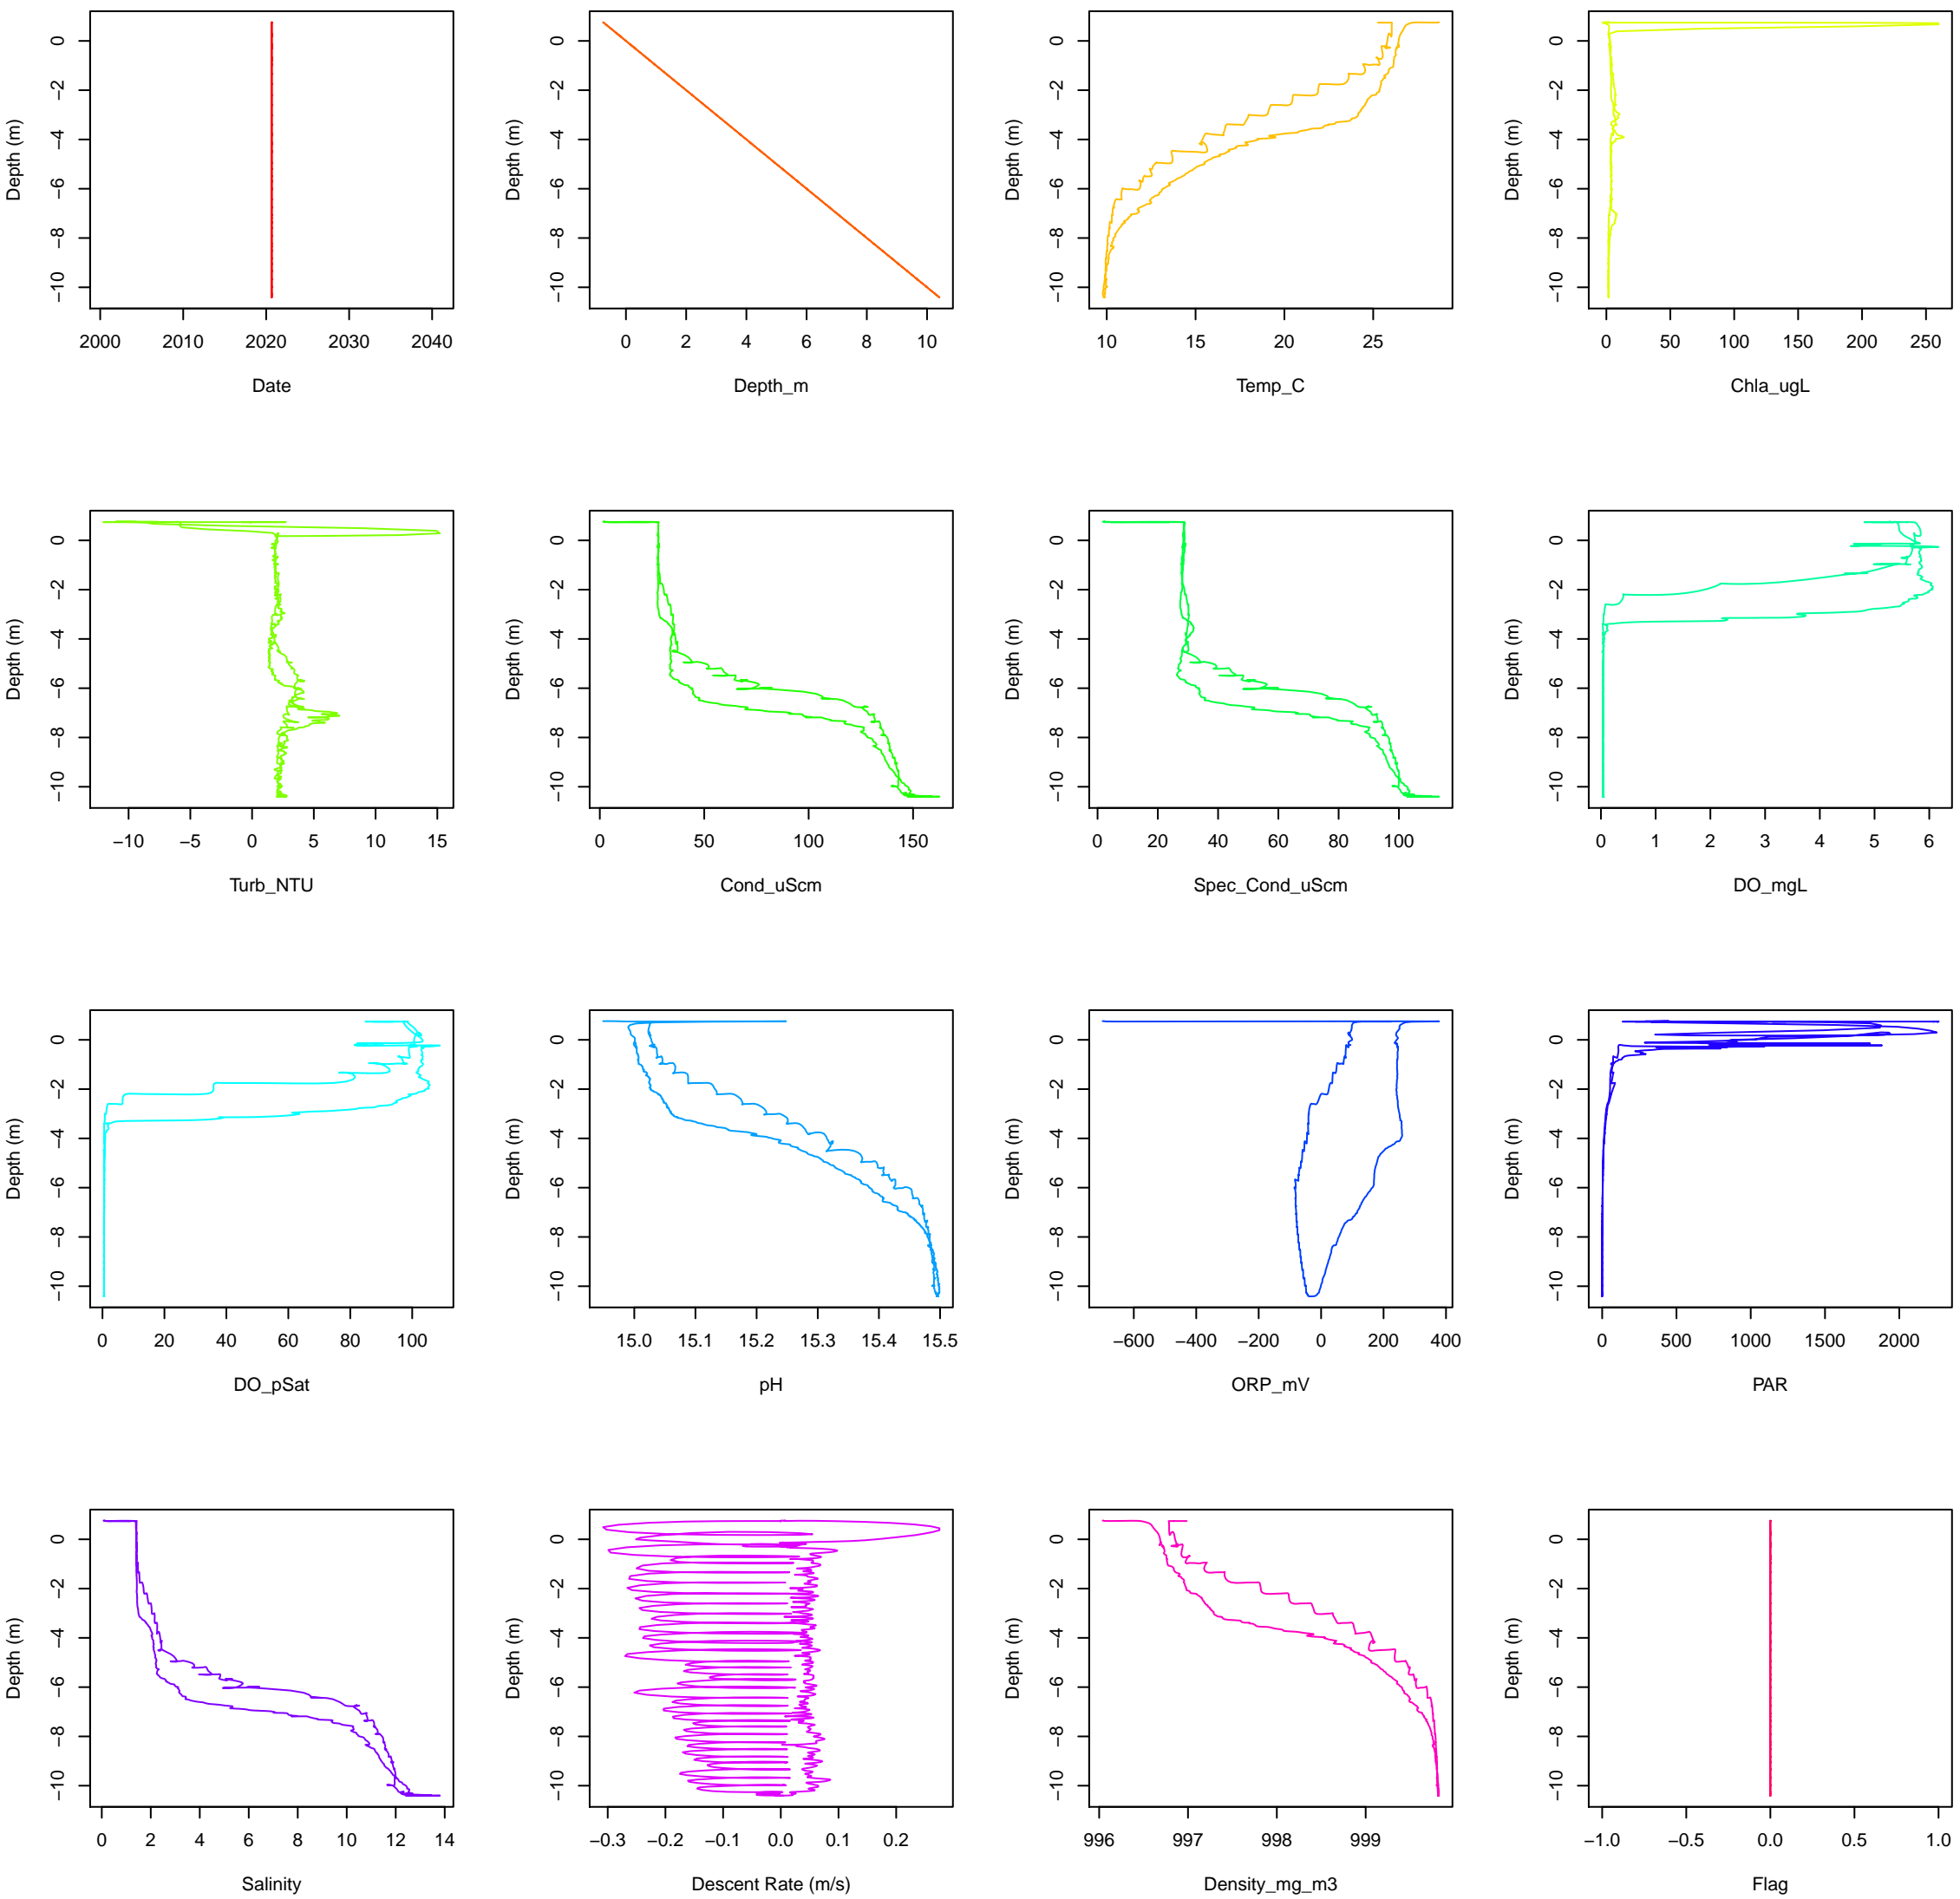 Depth (m)
0
−2
−4
−6
−8
−10
2000 2010 2020 2030 2040
Date
Depth (m)
0
−2
−4
−6
−8
−10
0 2 4 6 8 10
Depth_m
Depth (m)
0
−2
−4
−6
−8
−10
10 15 20 25
Temp_C
Depth (m)
0
−2
−4
−6
−8
−10
0 50 100 150 200 250
Chla_ugL
Depth (m)
0
−2
−4
−6
−8
−10
−10 −5 0 5 10 15
Turb_NTU
Depth (m)
0
−2
−4
−6
−8
−10
0 50 100 150
Cond_uScm
Depth (m)
0
−2
−4
−6
−8
−10
0 20 40 60 80 100
Spec_Cond_uScm
Depth (m)
0
−2
−4
−6
−8
−10
0 1 2 3 4 5 6
DO_mgL
Depth (m)
0
−2
−4
−6
−8
−10
0 20 40 60 80 100
DO_pSat
Depth (m)
0
−2
−4
−6
−8
−10
15.0 15.1 15.2 15.3 15.4 15.5
pH
Depth (m)
0
−2
−4
−6
−8
−10
−600 −400 −200 0 200 400
ORP_mV
Depth (m)
0
−2
−4
−6
−8
−10
0 500 1000 1500 2000
PAR
Depth (m)
0
−2
−4
−6
−8
−10
0 2 4 6 8 10 12 14
Salinity
Depth (m)
0
−2
−4
−6
−8
−10
−0.3 −0.2 −0.1 0.0 0.1 0.2
Descent Rate (m/s)
Depth (m)
0
−2
−4
−6
−8
−10
996 997 998 999
Density_mg_m3
Depth (m)
0
−2
−4
−6
−8
−10
−1.0 −0.5 0.0 0.5 1.0
Flag